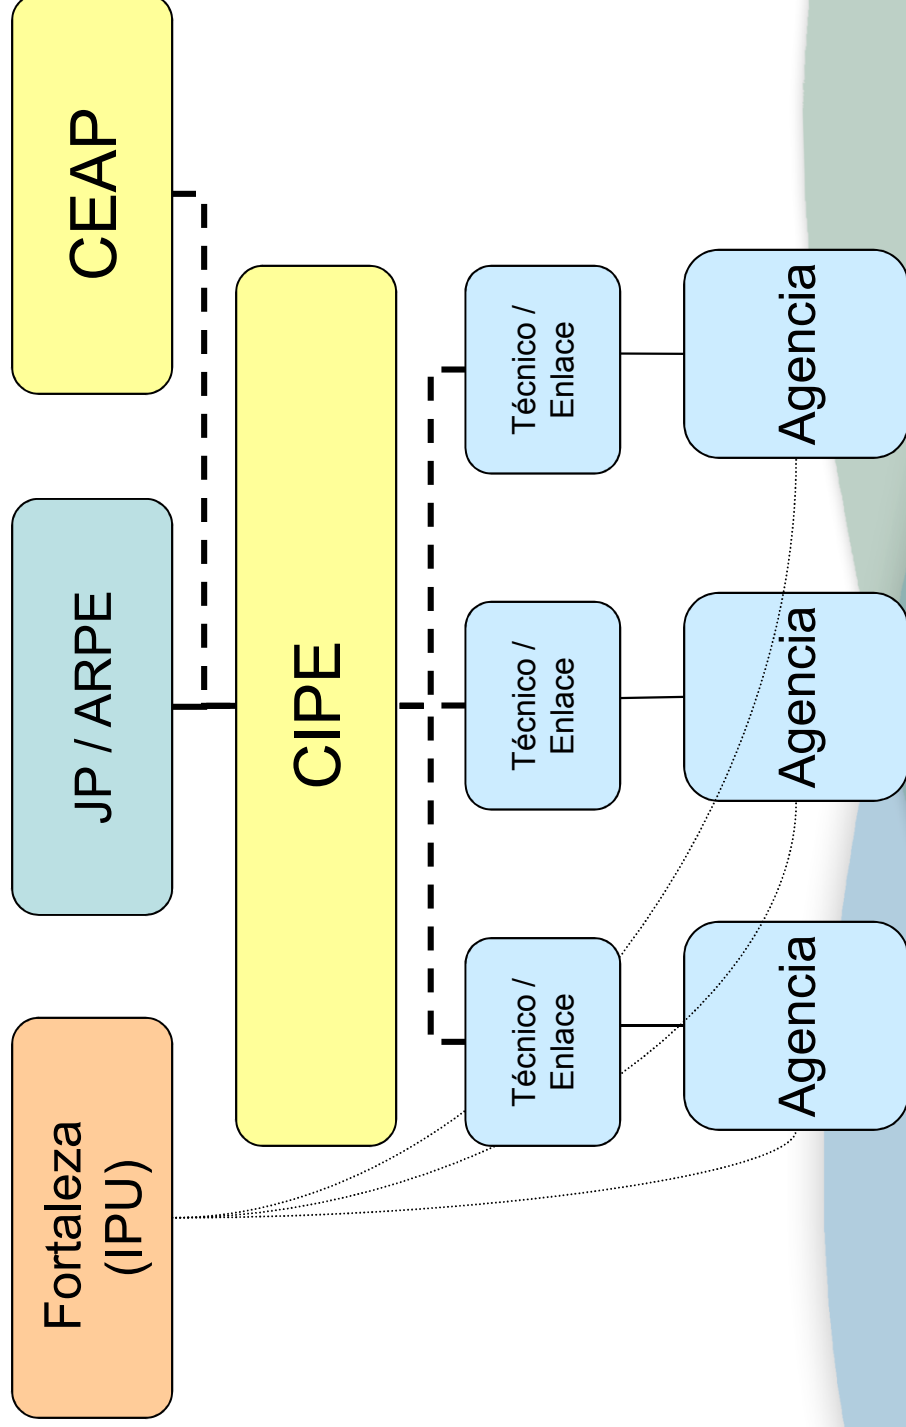 Fortaleza
(IPU)
JP / ARPE
CEAP
CIPE
Técnico /
Enlace
Técnico /
Enlace
Técnico /
Enlace
Agencia
Agencia
Agencia